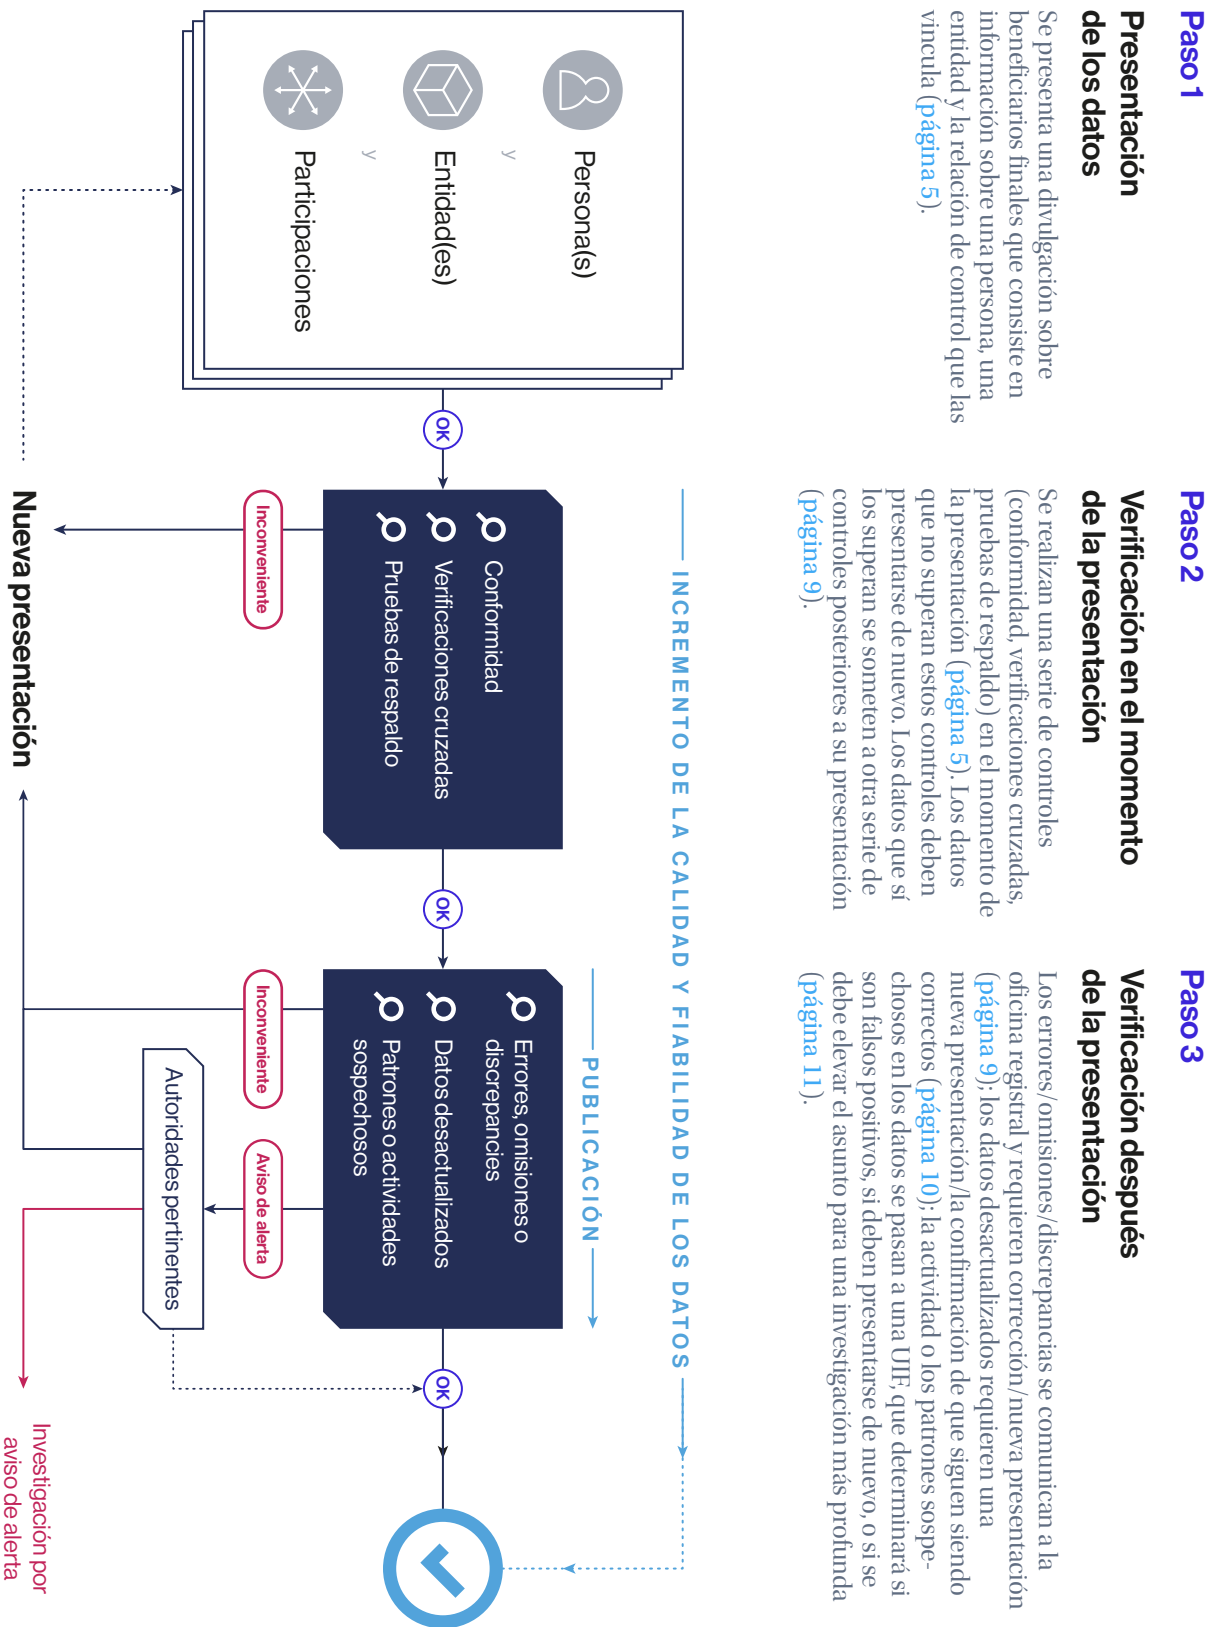 Paso 1
Presentación
de los datos
Se presenta una divulgación sobre
beneficiarios finales que consiste en
información sobre una persona, una
entidad y la relación de control que las
vincula (página 5).
Paso 2
Verificación en el momento
de la presentación
Se realizan una serie de controles
(conformidad, verificaciones cruzadas,
pruebas de respaldo) en el momento de
la presentación (página 5). Los datos
que no superan estos controles deben
presentarse de nuevo. Los datos que sí
los superan se someten a otra serie de
controles posteriores a su presentación
(página 9).
Paso 3
Verificación después
de la presentación
Los errores/omisiones/discrepancias se comunican a la
oficina registral y requieren corrección/nueva presentación
(página 9); los datos desactualizados requieren una
nueva presentación/la confirmación de que siguen siendo
correctos (página 10); la actividad o los patrones sospe-
chosos en los datos se pasan a una UIF, que determinará si
son falsos positivos, si deben presentarse de nuevo, o si se
debe elevar el asunto para una investigación más profunda
(página 11).
INCREMENTO DE LA CALIDAD Y FIABILIDAD DE LOS DATOS
PUBLICACIÓN
Persona(s)
y
Entidad(es)
y
Participaciones
OK
Conformidad
Verificaciones cruzadas
Pruebas de respaldo
OK
Errores, omisiones o
discrepancies
Datos desactualizados
Patrones o actividades
sospechosos
OK
Inconveniente
Inconveniente
Aviso de alerta
Autoridades pertinentes
Nueva presentación
Investigación por
aviso de alerta